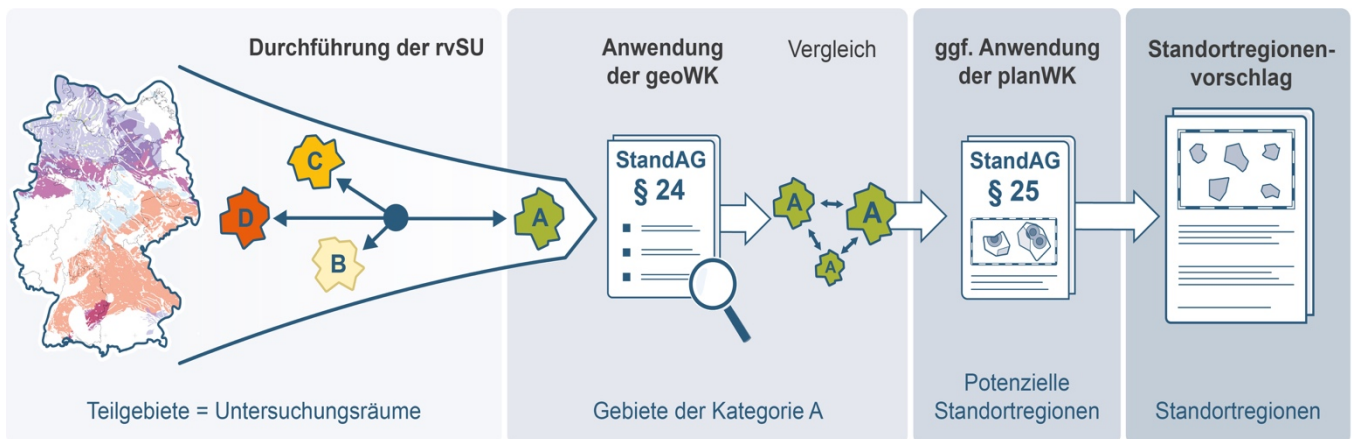 Durchführung der rvSU
C
D
B
A
Teilgebiete = Untersuchungsräume
Anwendung
der geoWK
Vergleich
StandAG
§ 24
A
A
A
Gebiete der Kategorie A
ggf. Anwendung
der planWK
StandAG
§ 25
Potenzielle
Standortregionen
Standortregionen-
vorschlag
Standortregionen